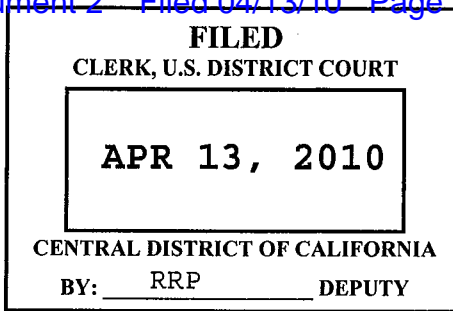 ument 2 Filed 04/13/10 Page
FILED
CLERK, U.S. DISTRICT COURT
APR 13, 2010
CENTRAL DISTRICT OF CALIFORNIA
BY: RRP DEPUTY